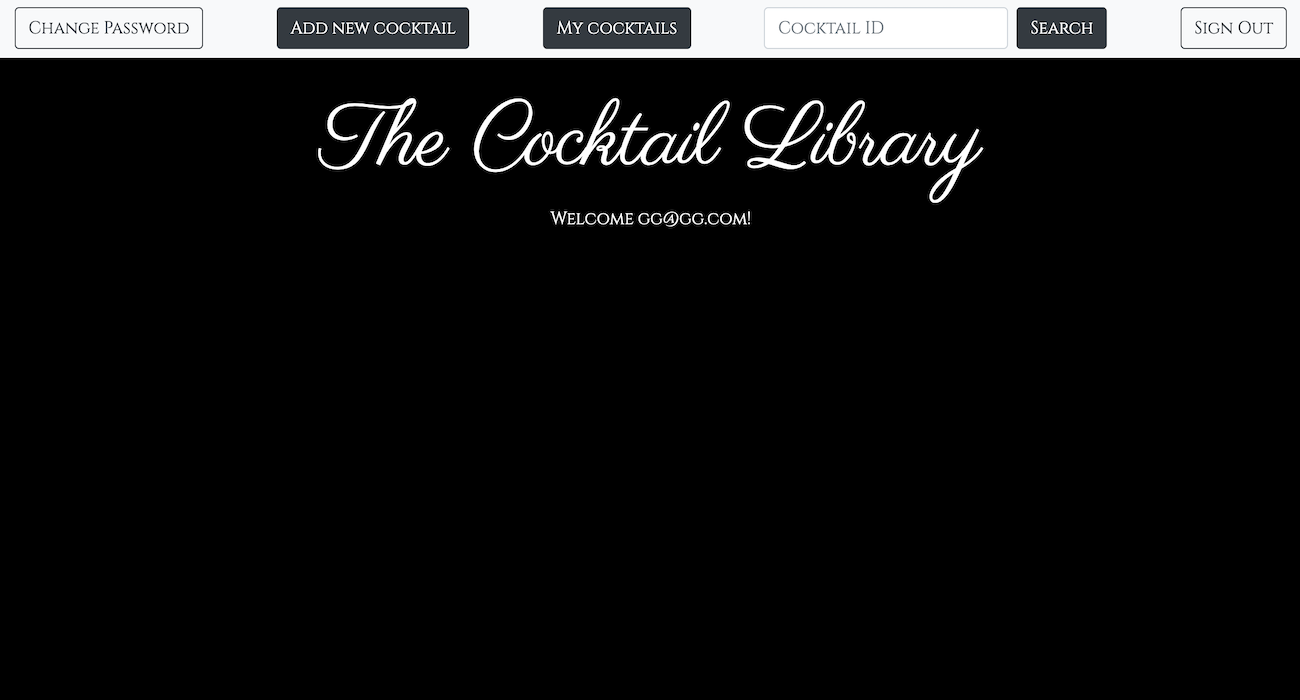 Change Password
Add new cocktail
My cocktails
Cocktail ID
Search
Sign Out
The Cocktail Library
Welcome gg@gg.com!